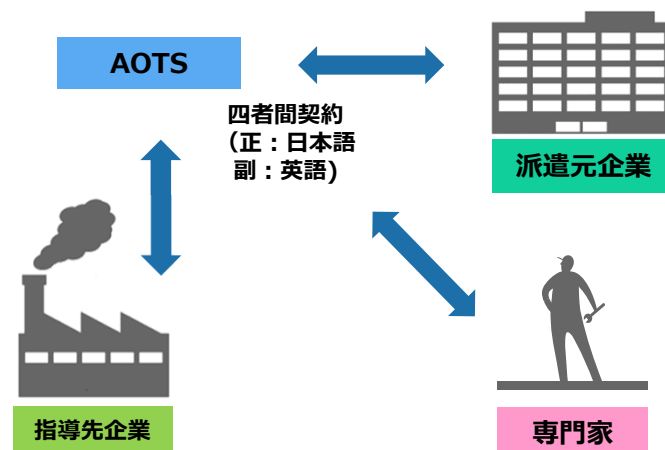 AOTS
四者間契約
（正：日本語
副：英語)
派遣元企業
指導先企業
専門家